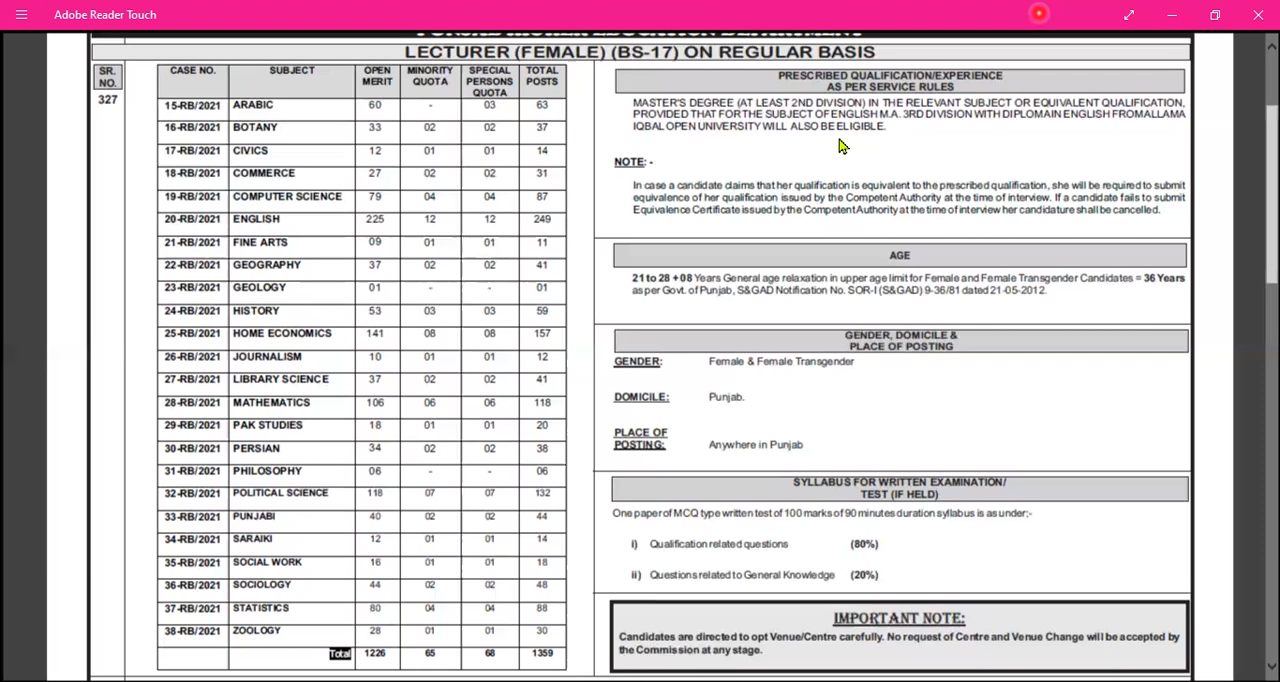 Adobe Reader Touch
PUNJAB HIGHER EDUCATION DEPARTMENT
LECTURER (FEMALE) (BS-17) ON REGULAR BASIS
SR. NO.
327
CASE NO. SUBJECT OPEN MERIT MINORITY QUOTA SPECIAL PERSONS QUOTA TOTAL POSTS
15-RB/2021 ARABIC 60 - 03 63
16-RB/2021 BOTANY 33 02 02 37
17-RB/2021 CIVICS 12 01 01 14
18-RB/2021 COMMERCE 27 02 02 31
19-RB/2021 COMPUTER SCIENCE 79 04 04 87
20-RB/2021 ENGLISH 225 12 12 249
21-RB/2021 FINE ARTS 09 01 01 11
22-RB/2021 GEOGRAPHY 37 02 02 41
23-RB/2021 GEOLOGY 01 - - 01
24-RB/2021 HISTORY 53 03 03 59
25-RB/2021 HOME ECONOMICS 141 08 08 157
26-RB/2021 JOURNALISM 10 01 01 12
27-RB/2021 LIBRARY SCIENCE 37 02 02 41
28-RB/2021 MATHEMATICS 106 06 06 118
29-RB/2021 PAK STUDIES 18 01 01 20
30-RB/2021 PERSIAN 34 02 02 38
31-RB/2021 PHILOSOPHY 06 - - 06
32-RB/2021 POLITICAL SCIENCE 118 07 07 132
33-RB/2021 PUNJABI 40 02 02 44
34-RB/2021 SARAIKI 12 01 01 14
35-RB/2021 SOCIAL WORK 16 01 01 18
36-RB/2021 SOCIOLOGY 44 02 02 48
37-RB/2021 STATISTICS 80 04 04 88
38-RB/2021 ZOOLOGY 28 01 01 30
Total 1226 65 68 1359
PRESCRIBED QUALIFICATION/EXPERIENCE
AS PER SERVICE RULES
MASTER'S DEGREE (AT LEAST 2ND DIVISION) IN THE RELEVANT SUBJECT OR EQUIVALENT QUALIFICATION,
PROVIDED THAT FOR THE SUBJECT OF ENGLISH M.A. 3RD DIVISION WITH DIPLOMAIN ENGLISH FROMALLAMA
IQBAL OPEN UNIVERSITY WILL ALSO BE ELIGIBLE.
NOTE: -
In case a candidate claims that her qualification is equivalent to the prescribed qualification, she will be required to submit
equivalence of her qualification issued by the Competent Authority at the time of interview. If a candidate fails to submit
Equivalence Certificate issued by the Competent Authority at the time of interview her candidature shall be cancelled.
AGE
21 to 28 + 08 Years General age relaxation in upper age limit for Female and Female Transgender Candidates = 36 Years
as per Govt. of Punjab, S&GAD Notification No. SOR-I (S&GAD) 9-36/81 dated 21-05-2012.
GENDER, DOMICILE &
PLACE OF POSTING
GENDER: Female & Female Transgender
DOMICILE: Punjab.
PLACE OF
POSTING: Anywhere in Punjab
SYLLABUS FOR WRITTEN EXAMINATION/
TEST (IF HELD)
One paper of MCQ type written test of 100 marks of 90 minutes duration syllabus is as under;-
i) Qualification related questions (80%)
ii) Questions related to General Knowledge (20%)
IMPORTANT NOTE:
Candidates are directed to opt Venue/Centre carefully. No request of Centre and Venue Change will be accepted by
the Commission at any stage.